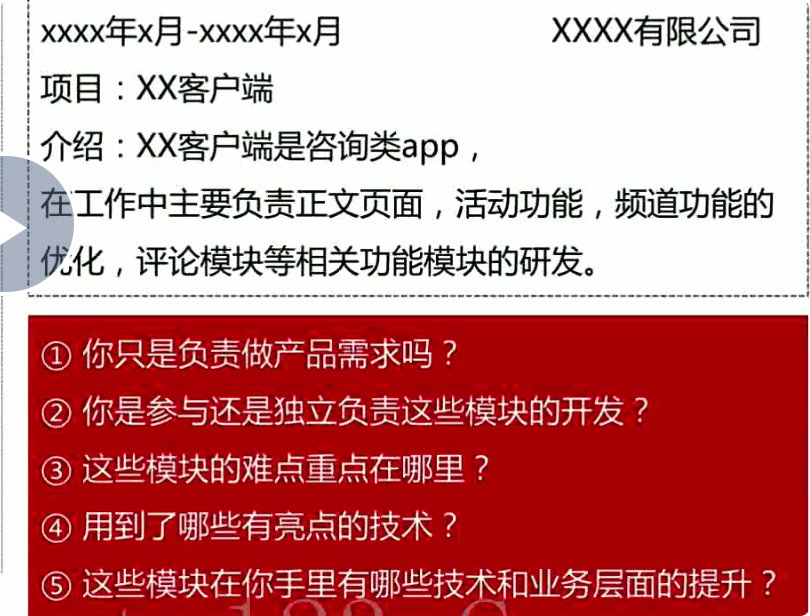 xxxx年x月-xxxx年x月 XXXX有限公司
项目：XX客户端
介绍：XX客户端是咨询类app，
在工作中主要负责正文页面，活动功能，频道功能的
优化，评论模块等相关功能模块的研发。
① 你只是负责做产品需求吗？
② 你是参与还是独立负责这些模块的开发？
③ 这些模块的难点重点在哪里？
④ 用到了哪些有亮点的技术？
⑤ 这些模块在你手里有哪些技术和业务层面的提升？